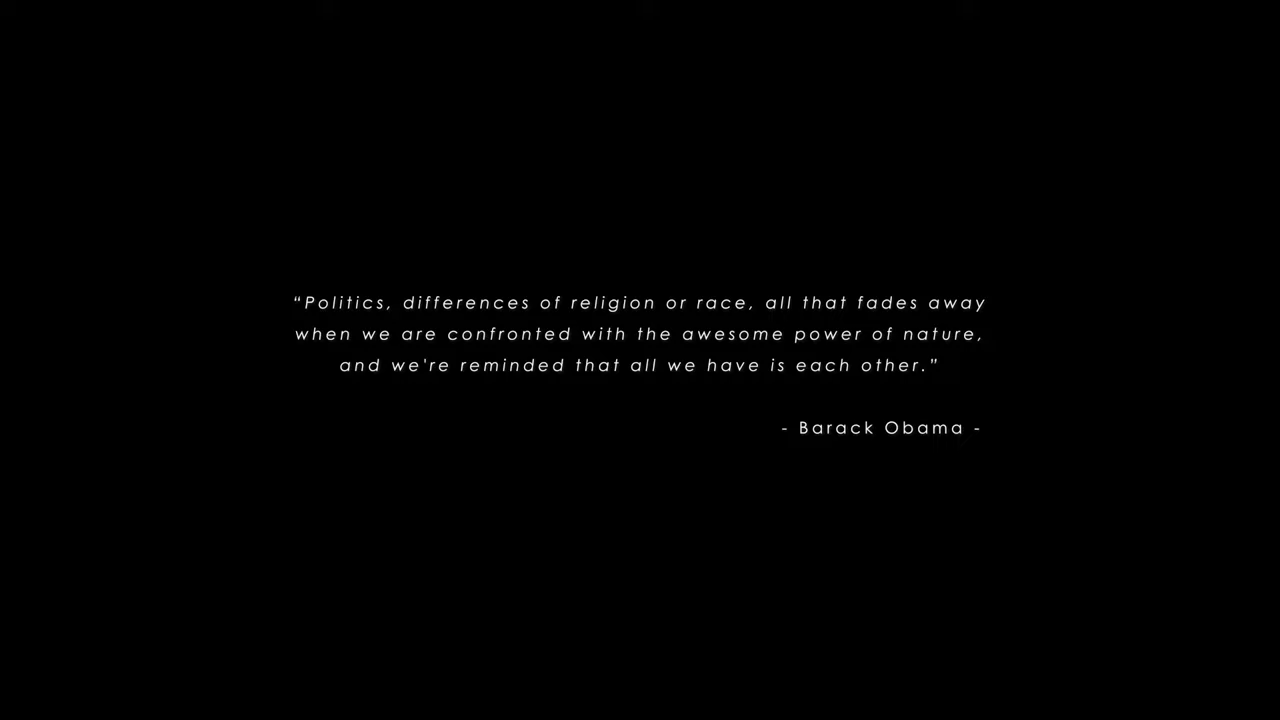 “Politics, differences of religion or race, all that fades away
when we are confronted with the awesome power of nature,
and we're reminded that all we have is each other.”
- Barack Obama -